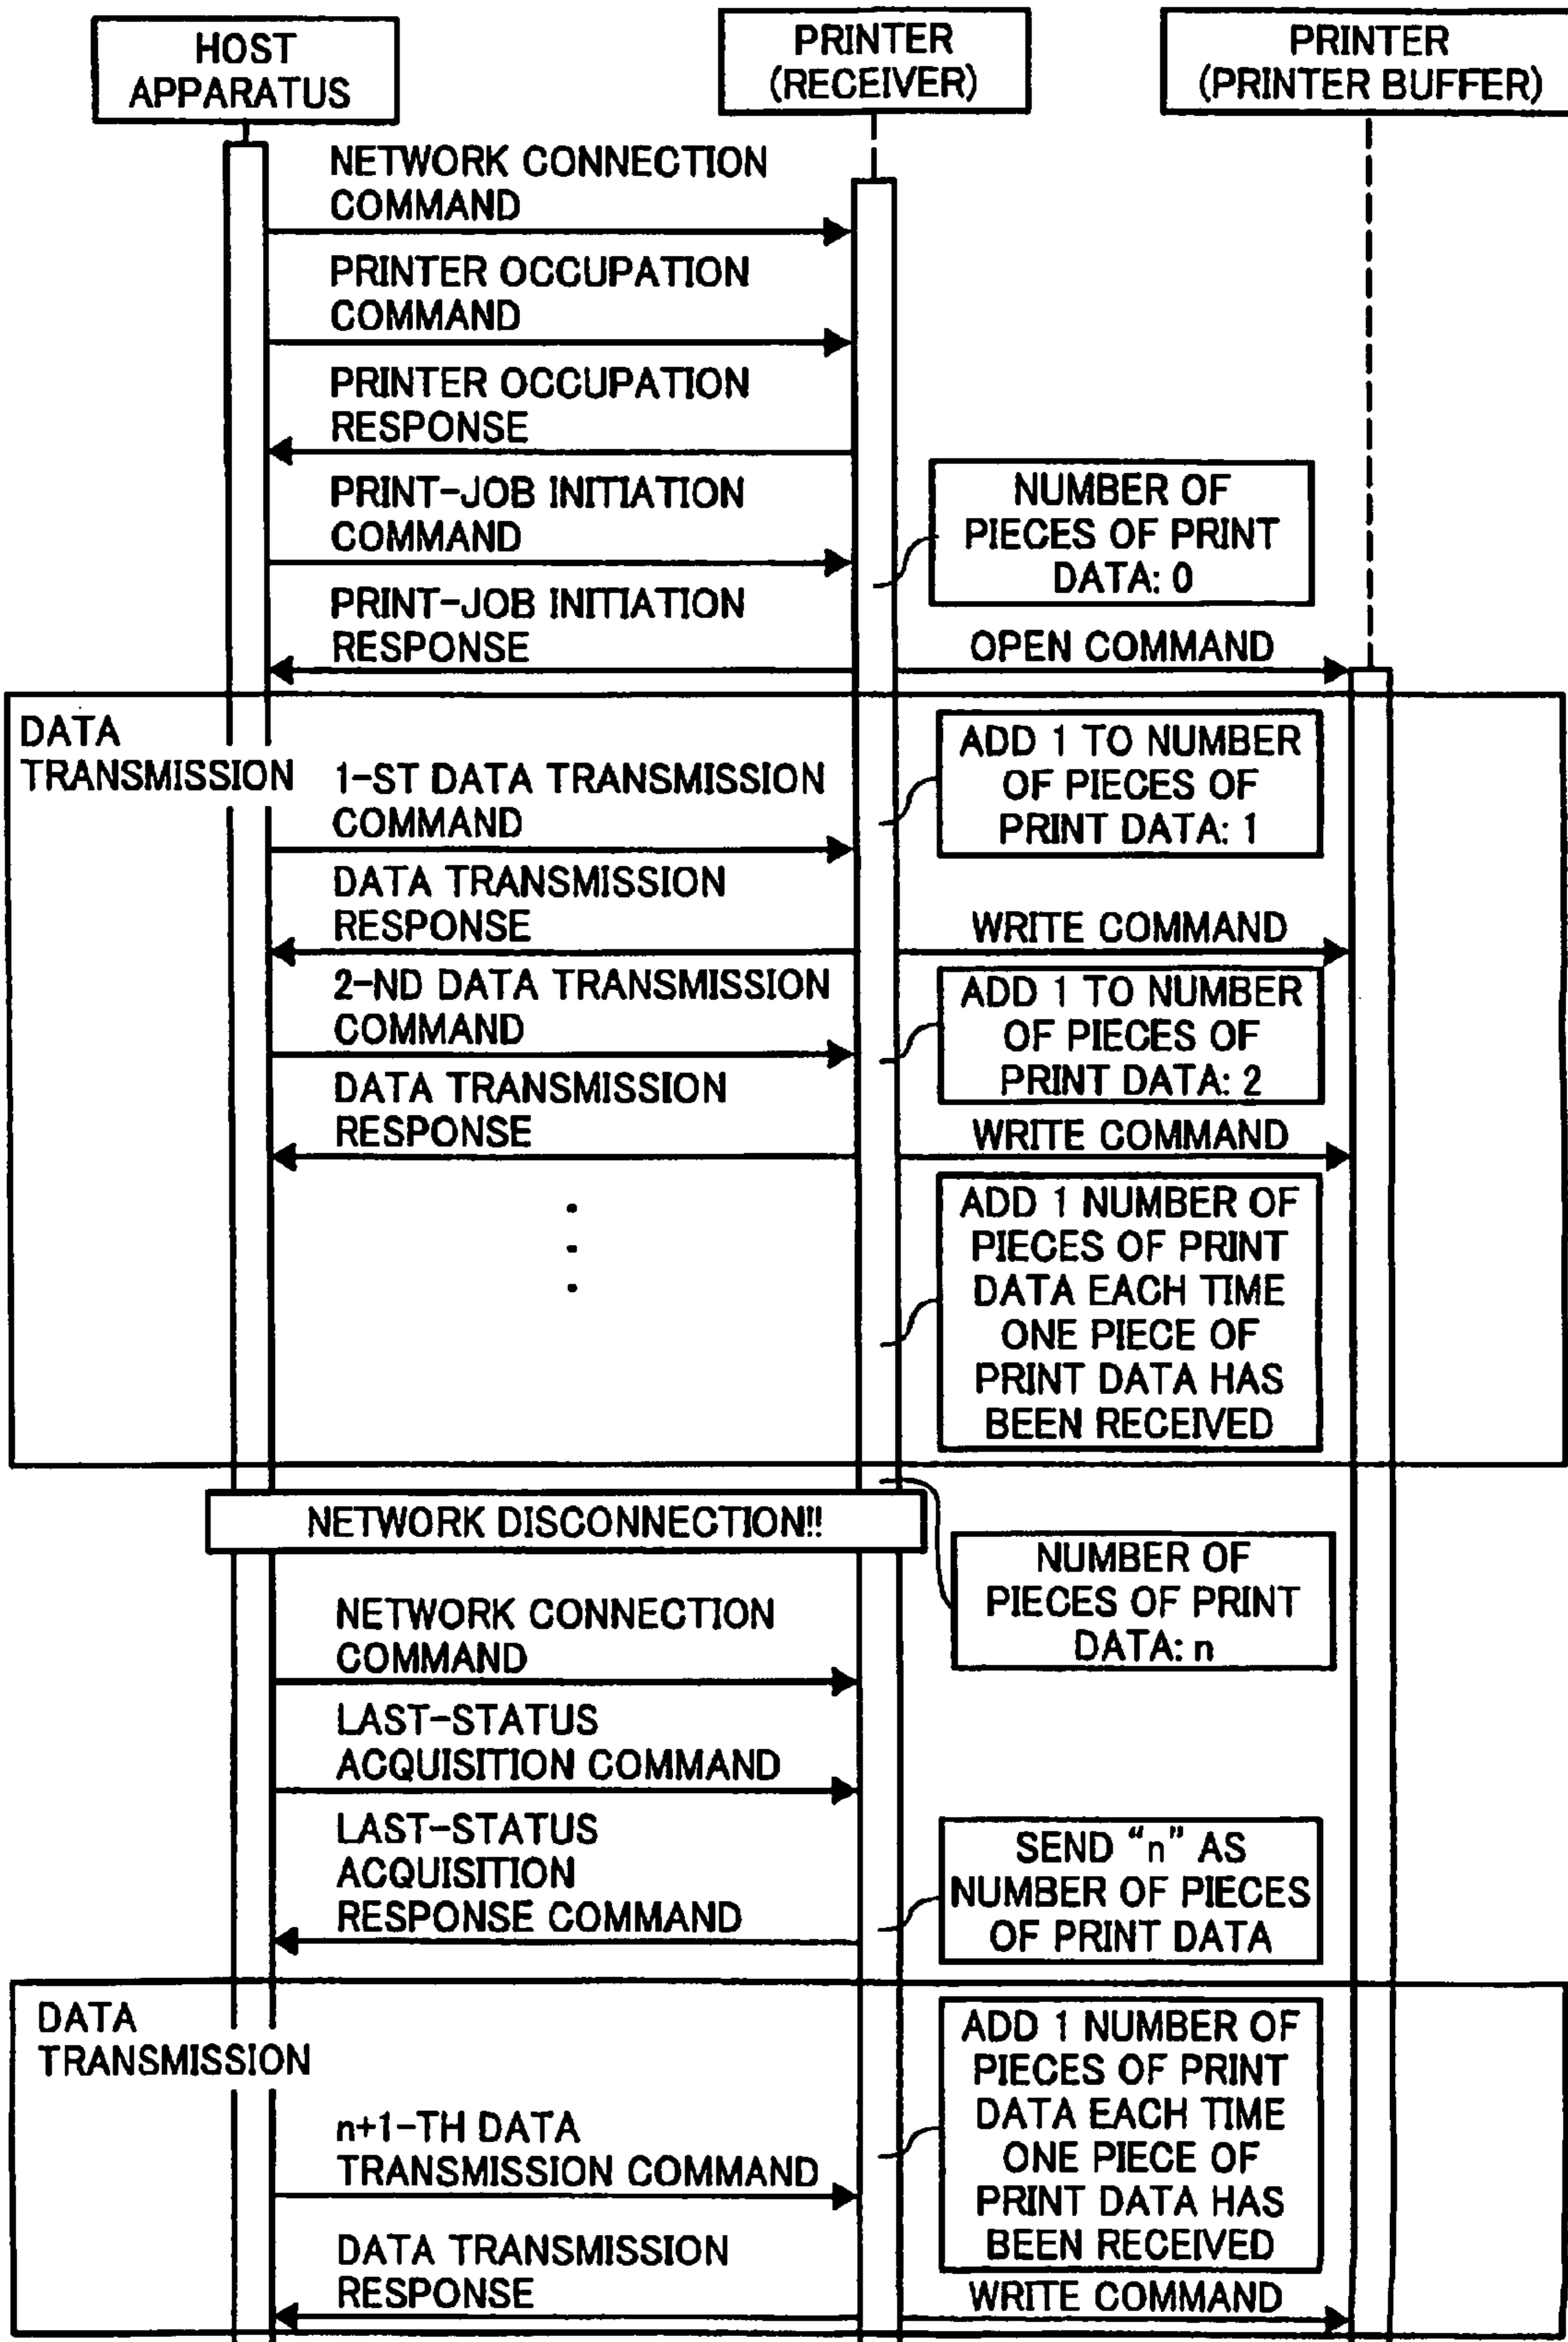 HOST
APPARATUS
PRINTER
(RECEIVER)
PRINTER
(PRINTER BUFFER)
NETWORK CONNECTION
COMMAND
PRINTER OCCUPATION
COMMAND
PRINTER OCCUPATION
RESPONSE
PRINT-JOB INITIATION
COMMAND
NUMBER OF
PIECES OF PRINT
DATA: 0
PRINT-JOB INITIATION
RESPONSE
OPEN COMMAND
DATA
TRANSMISSION
1-ST DATA TRANSMISSION
COMMAND
ADD 1 TO NUMBER
OF PIECES OF
PRINT DATA: 1
DATA TRANSMISSION
RESPONSE
WRITE COMMAND
2-ND DATA TRANSMISSION
COMMAND
ADD 1 TO NUMBER
OF PIECES OF
PRINT DATA: 2
DATA TRANSMISSION
RESPONSE
WRITE COMMAND
ADD 1 NUMBER OF
PIECES OF PRINT
DATA EACH TIME
ONE PIECE OF
PRINT DATA HAS
BEEN RECEIVED
NETWORK DISCONNECTION!!
NUMBER OF
PIECES OF PRINT
DATA: n
NETWORK CONNECTION
COMMAND
LAST-STATUS
ACQUISITION COMMAND
LAST-STATUS
ACQUISITION
RESPONSE COMMAND
SEND “n” AS
NUMBER OF PIECES
OF PRINT DATA
DATA
TRANSMISSION
n+1-TH DATA
TRANSMISSION COMMAND
ADD 1 NUMBER OF
PIECES OF PRINT
DATA EACH TIME
ONE PIECE OF
PRINT DATA HAS
BEEN RECEIVED
DATA TRANSMISSION
RESPONSE
WRITE COMMAND